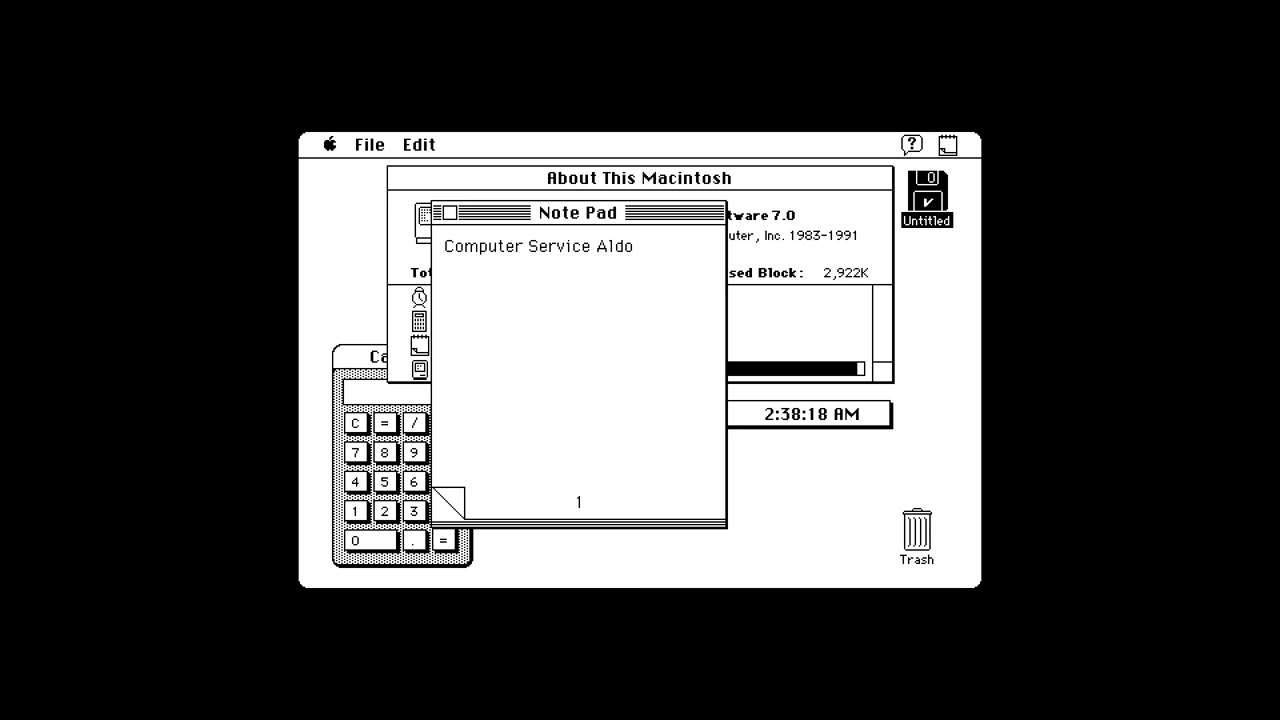 File Edit
About This Macintosh
Untitled
Note Pad
tware 7.0
Computer Service Aldo
uter, Inc. 1983-1991
Tot
sed Block: 2,922K
Ca
2:38:18 AM
C = /
7 8 9
4 5 6
1 2 3
0 . =
1
Trash